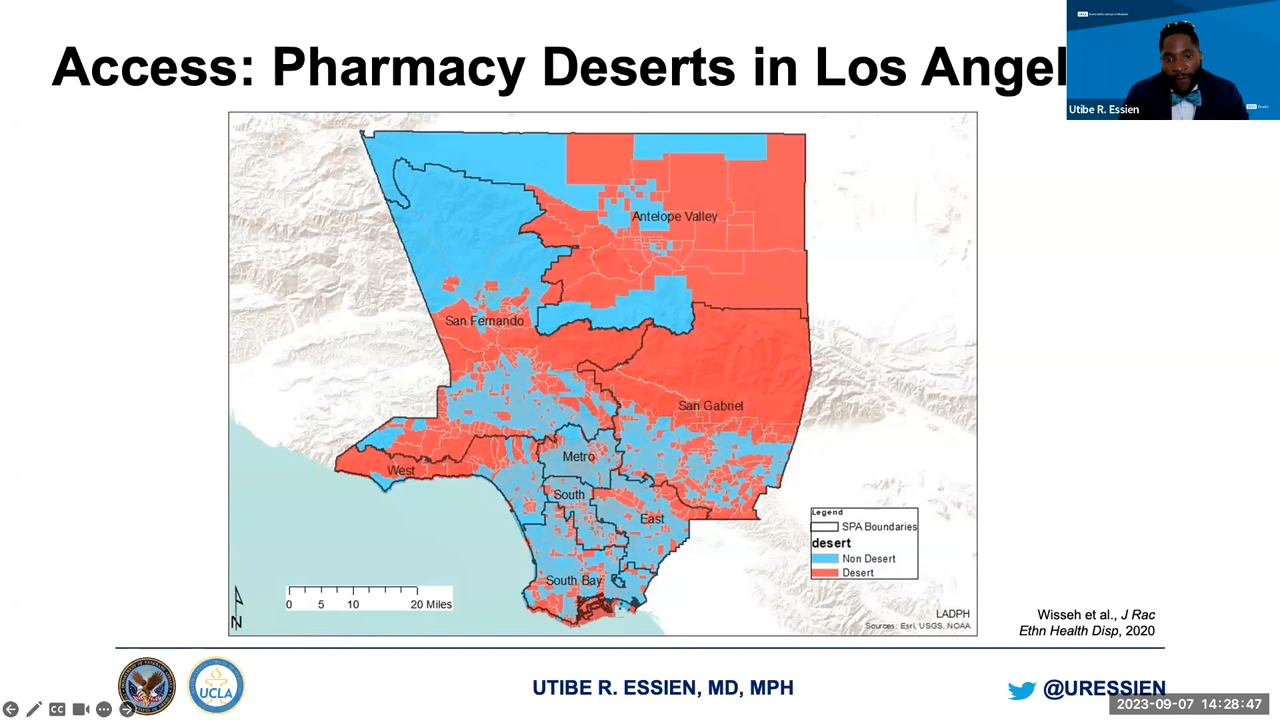 Access: Pharmacy Deserts in Los Angel
Utibe R. Essien
Antelope Valley
San Fernando
San Gabriel
Metro
West
South
East
South Bay
Legend
SPA Boundaries
desert
Non Desert
Desert
0 5 10 20 Miles
N
LADPH
Sources: Esri, USGS, NOAA
Wisseh et al., J Rac
Ethn Health Disp, 2020
UCLA
UTIBE R. ESSIEN, MD, MPH
@URESSIEN
CC
2023-09-07 14:28:47